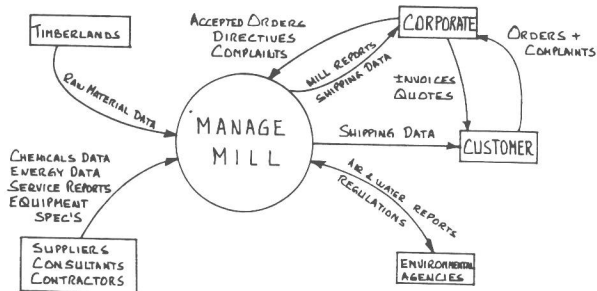 TIMBERLANDS
RAW MATERIAL DATA
ACCEPTED ORDERS
DIRECTIVES
COMPLAINTS
MILL REPORTS
SHIPPING DATA
CORPORATE
ORDERS +
COMPLAINTS
INVOICES
QUOTES
MANAGE
MILL
SHIPPING DATA
CUSTOMER
CHEMICALS DATA
ENERGY DATA
SERVICE REPORTS
EQUIPMENT
SPEC'S
AIR & WATER REPORTS
REGULATIONS
SUPPLIERS
CONSULTANTS
CONTRACTORS
ENVIRONMENTAL
AGENCIES